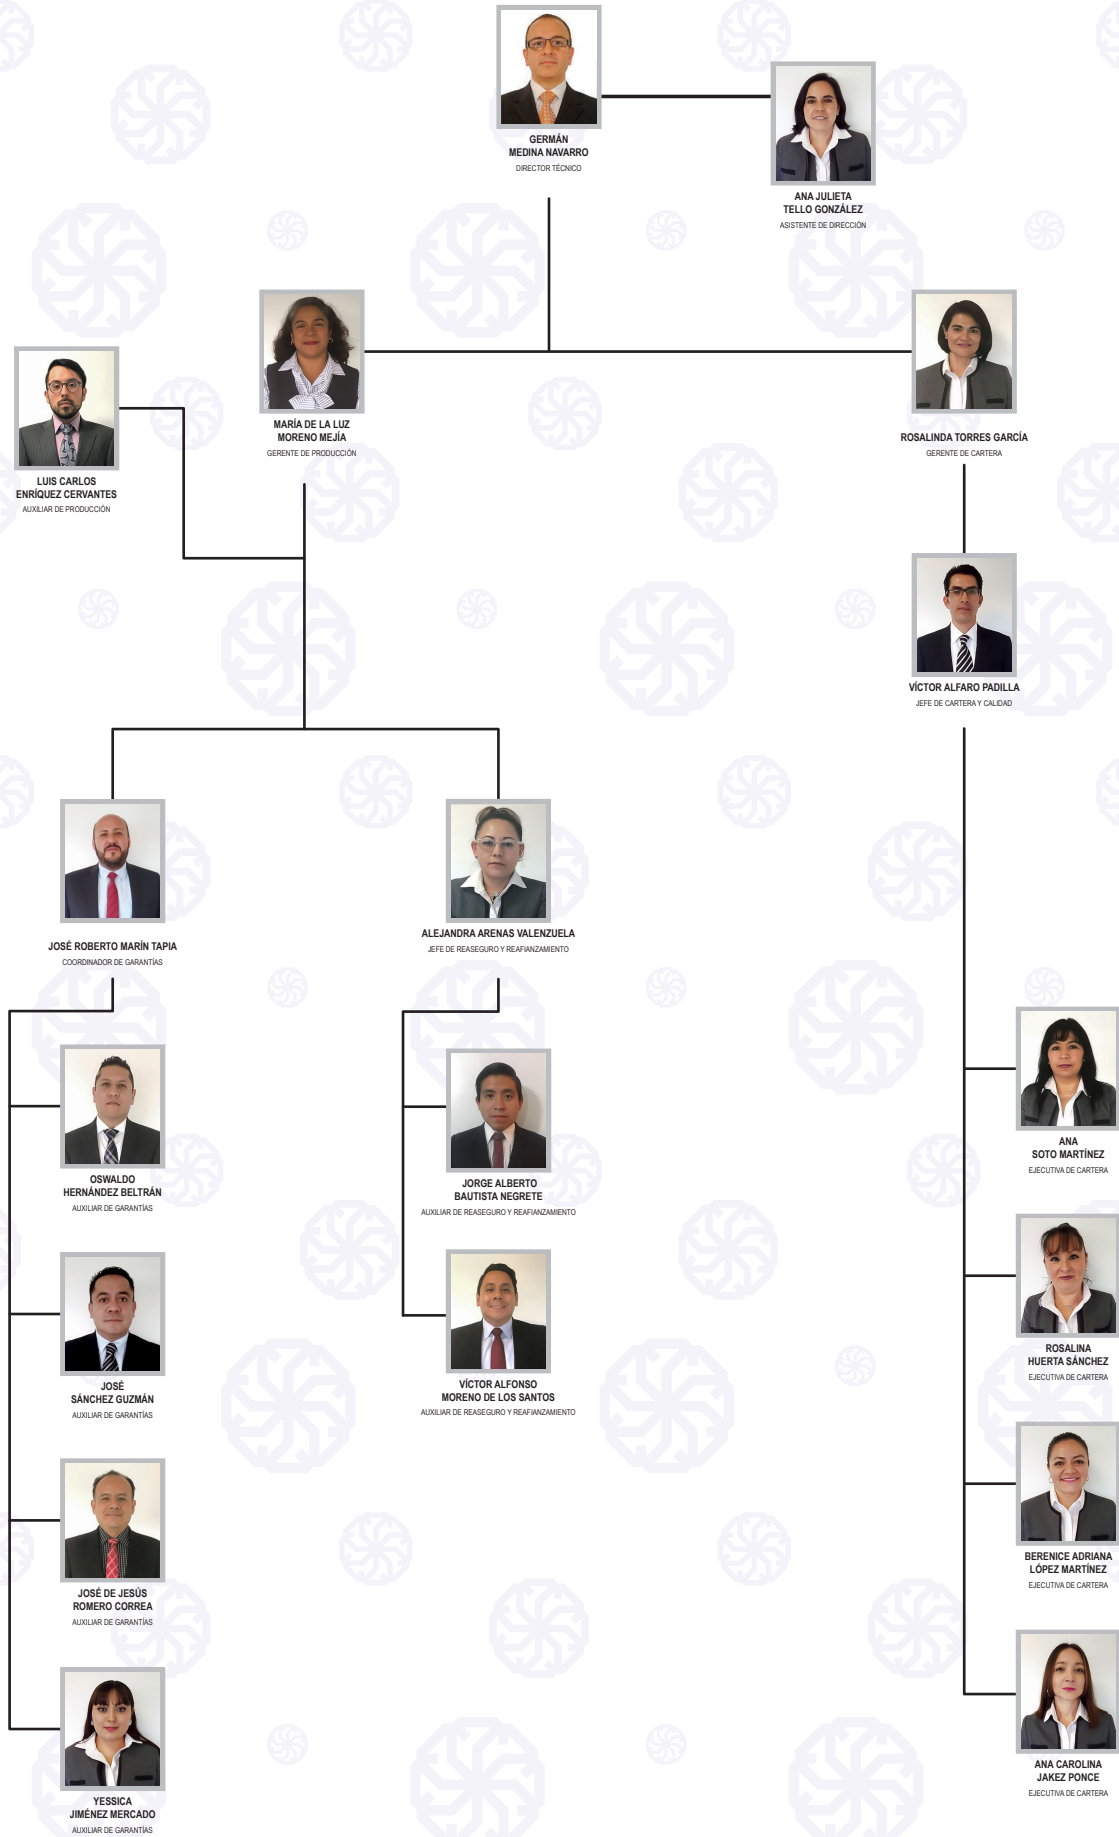 GERMÁN
MEDINA NAVARRO
DIRECTOR TÉCNICO
ANA JULIETA
TELLO GONZÁLEZ
ASISTENTE DE DIRECCIÓN
MARÍA DE LA LUZ
MORENO MEJÍA
GERENTE DE PRODUCCIÓN
ROSALINDA TORRES GARCÍA
GERENTE DE CARTERA
LUIS CARLOS
ENRÍQUEZ CERVANTES
AUXILIAR DE PRODUCCIÓN
VÍCTOR ALFARO PADILLA
JEFE DE CARTERA Y CALIDAD
JOSÉ ROBERTO MARÍN TAPIA
COORDINADOR DE GARANTÍAS
ALEJANDRA ARENAS VALENZUELA
JEFE DE REASEGURO Y REAFIANZAMIENTO
OSWALDO
HERNÁNDEZ BELTRÁN
AUXILIAR DE GARANTÍAS
JORGE ALBERTO
BAUTISTA NEGRETE
AUXILIAR DE REASEGURO Y REAFIANZAMIENTO
ANA
SOTO MARTÍNEZ
EJECUTIVA DE CARTERA
JOSÉ
SÁNCHEZ GUZMÁN
AUXILIAR DE GARANTÍAS
VÍCTOR ALFONSO
MORENO DE LOS SANTOS
AUXILIAR DE REASEGURO Y REAFIANZAMIENTO
ROSALINA
HUERTA SÁNCHEZ
EJECUTIVA DE CARTERA
JOSÉ DE JESÚS
ROMERO CORREA
AUXILIAR DE GARANTÍAS
BERENICE ADRIANA
LÓPEZ MARTÍNEZ
EJECUTIVA DE CARTERA
YESSICA
JIMÉNEZ MERCADO
AUXILIAR DE GARANTÍAS
ANA CAROLINA
JAKEZ PONCE
EJECUTIVA DE CARTERA